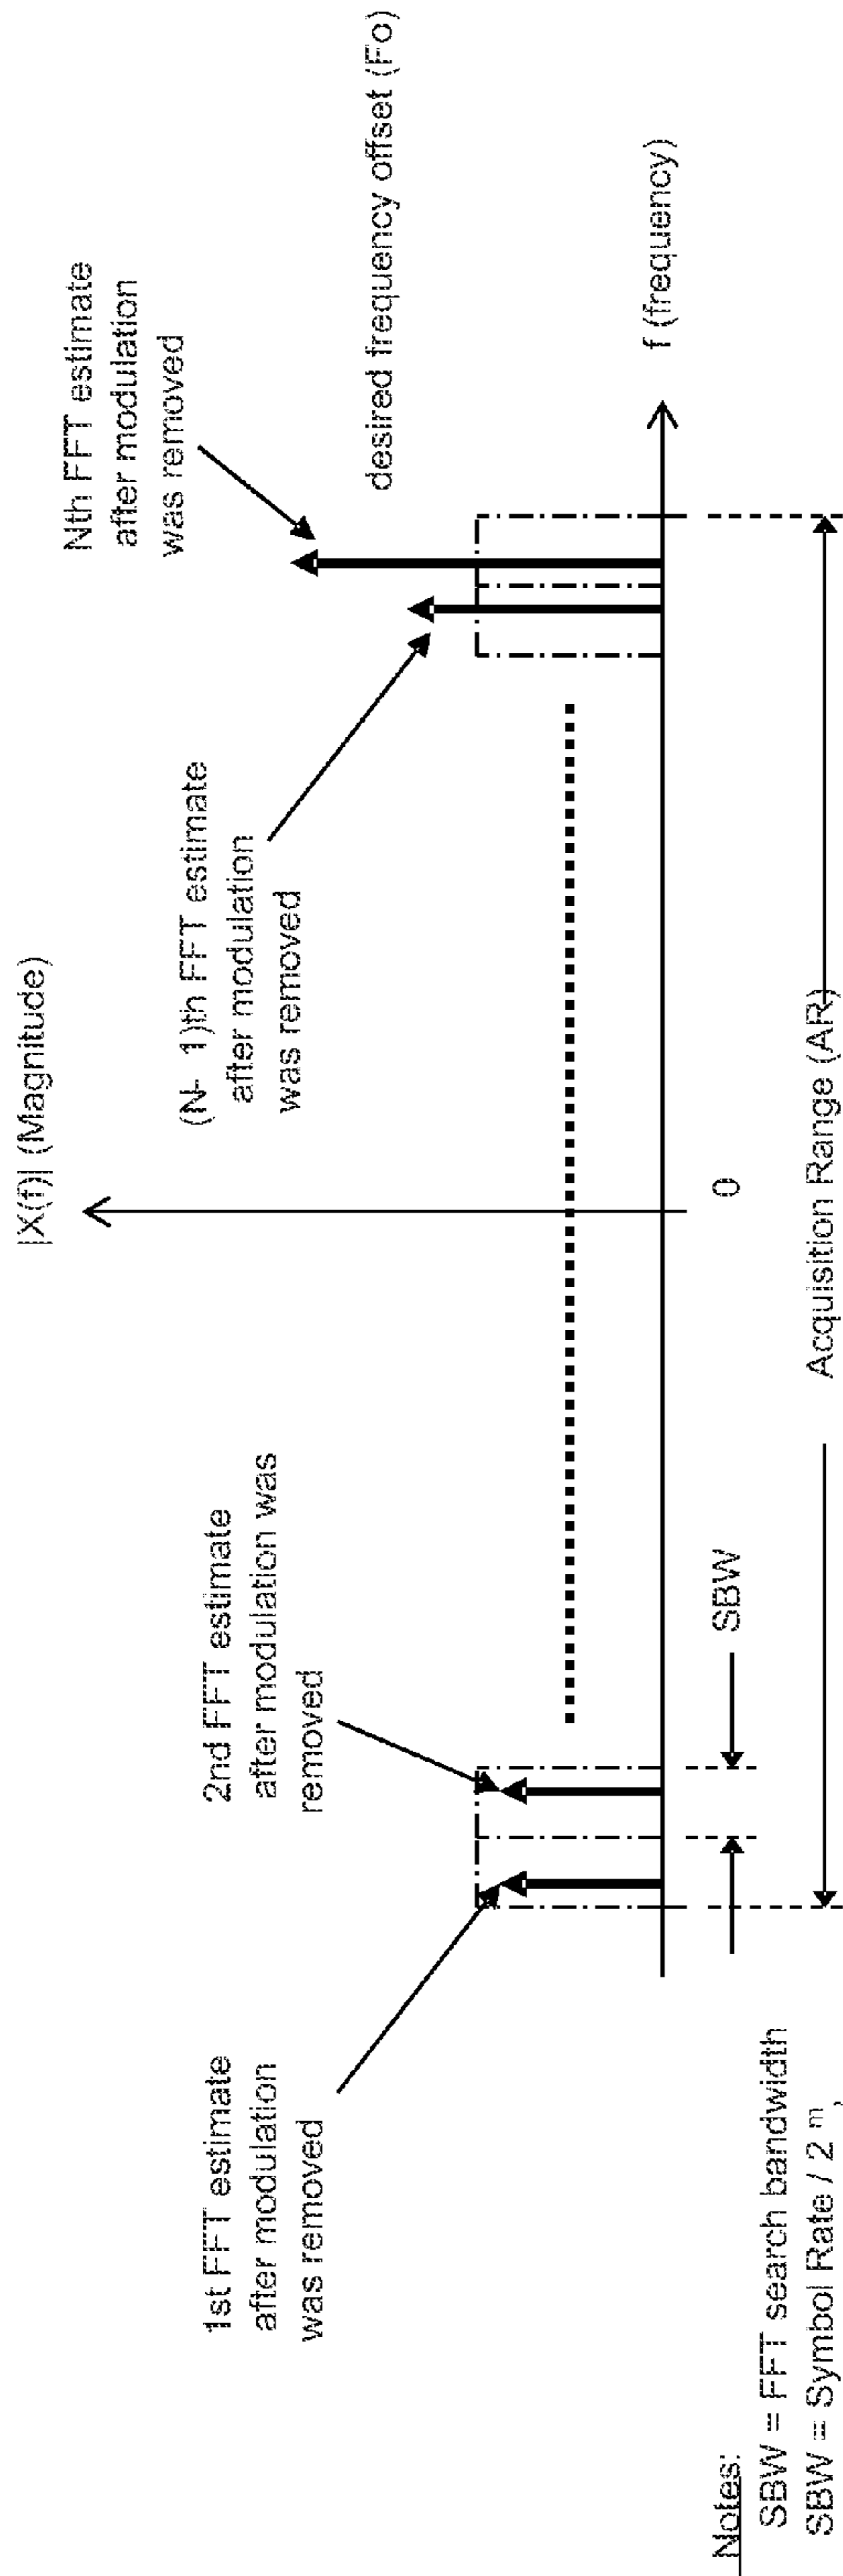 |X(f)| (Magnitude)
Nth FFT estimate
after modulation
was removed
(N- 1)th FFT estimate
after modulation
was removed
desired frequency offset (Fo)
2nd FFT estimate
after modulation was
removed
1st FFT estimate
after modulation
was removed
f (frequency)
0
SBW
Acquisition Range (AR)
Notes:
SBW = FFT search bandwidth
SBW = Symbol Rate / 2 m,